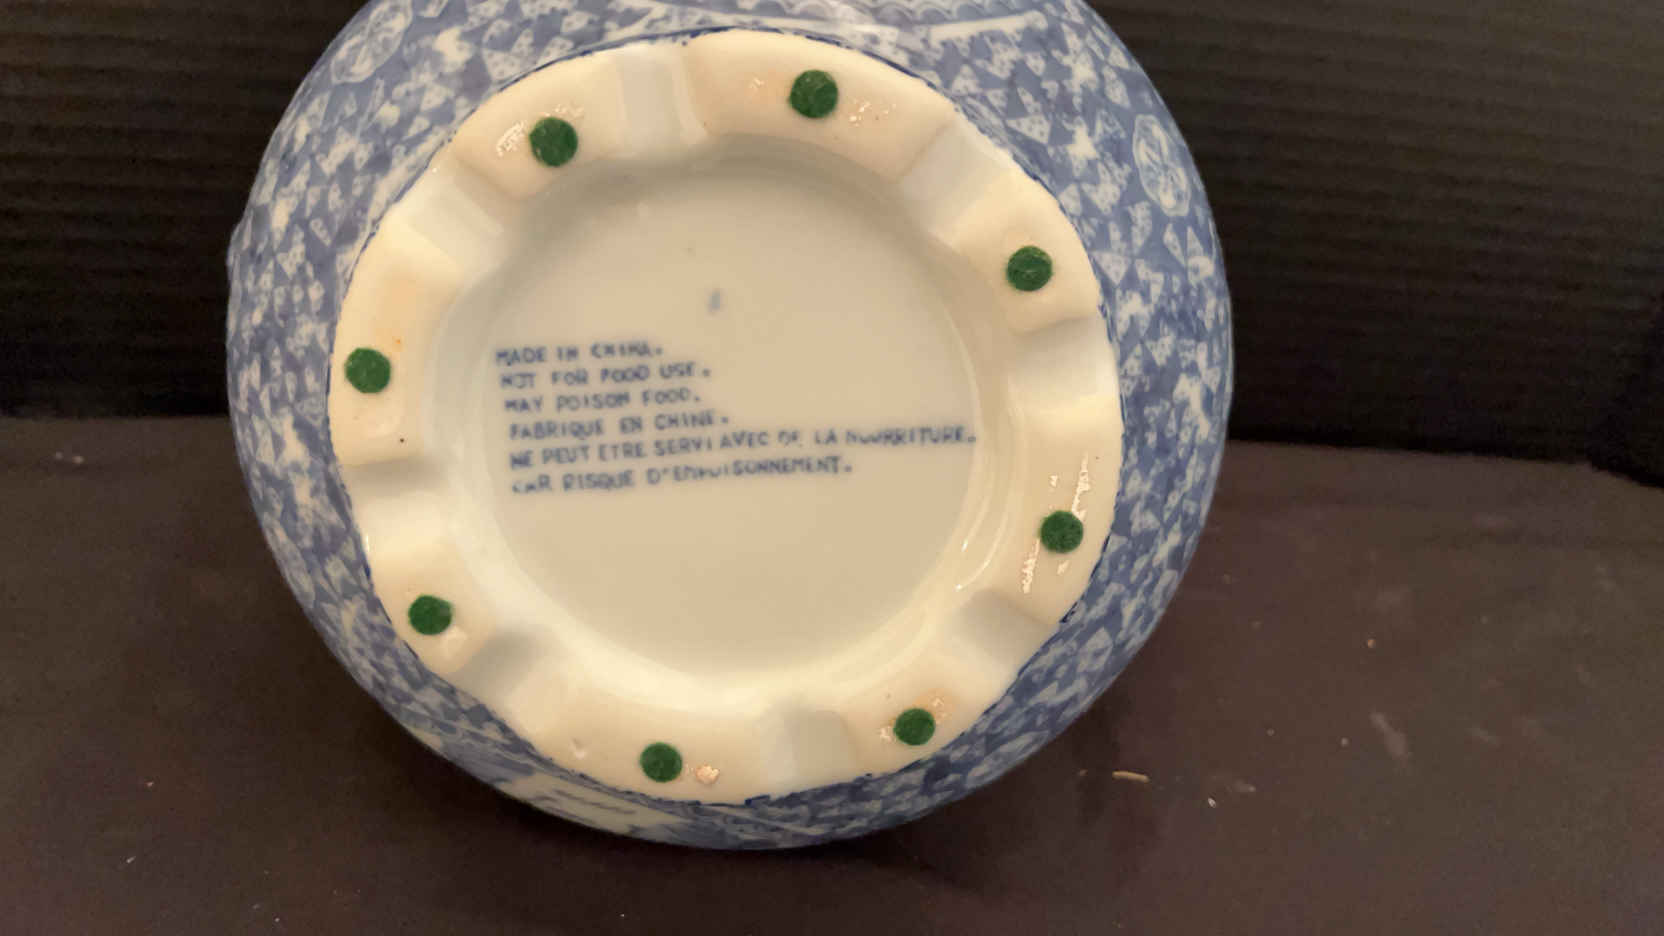 MADE IN CHINA.
NOT FOR FOOD USE.
MAY POISON FOOD.
FABRIQUE EN CHINE.
NE PEUT ETRE SERVI AVEC DE LA NOURRITURE.
CAR RISQUE D'EMPOISONNEMENT.